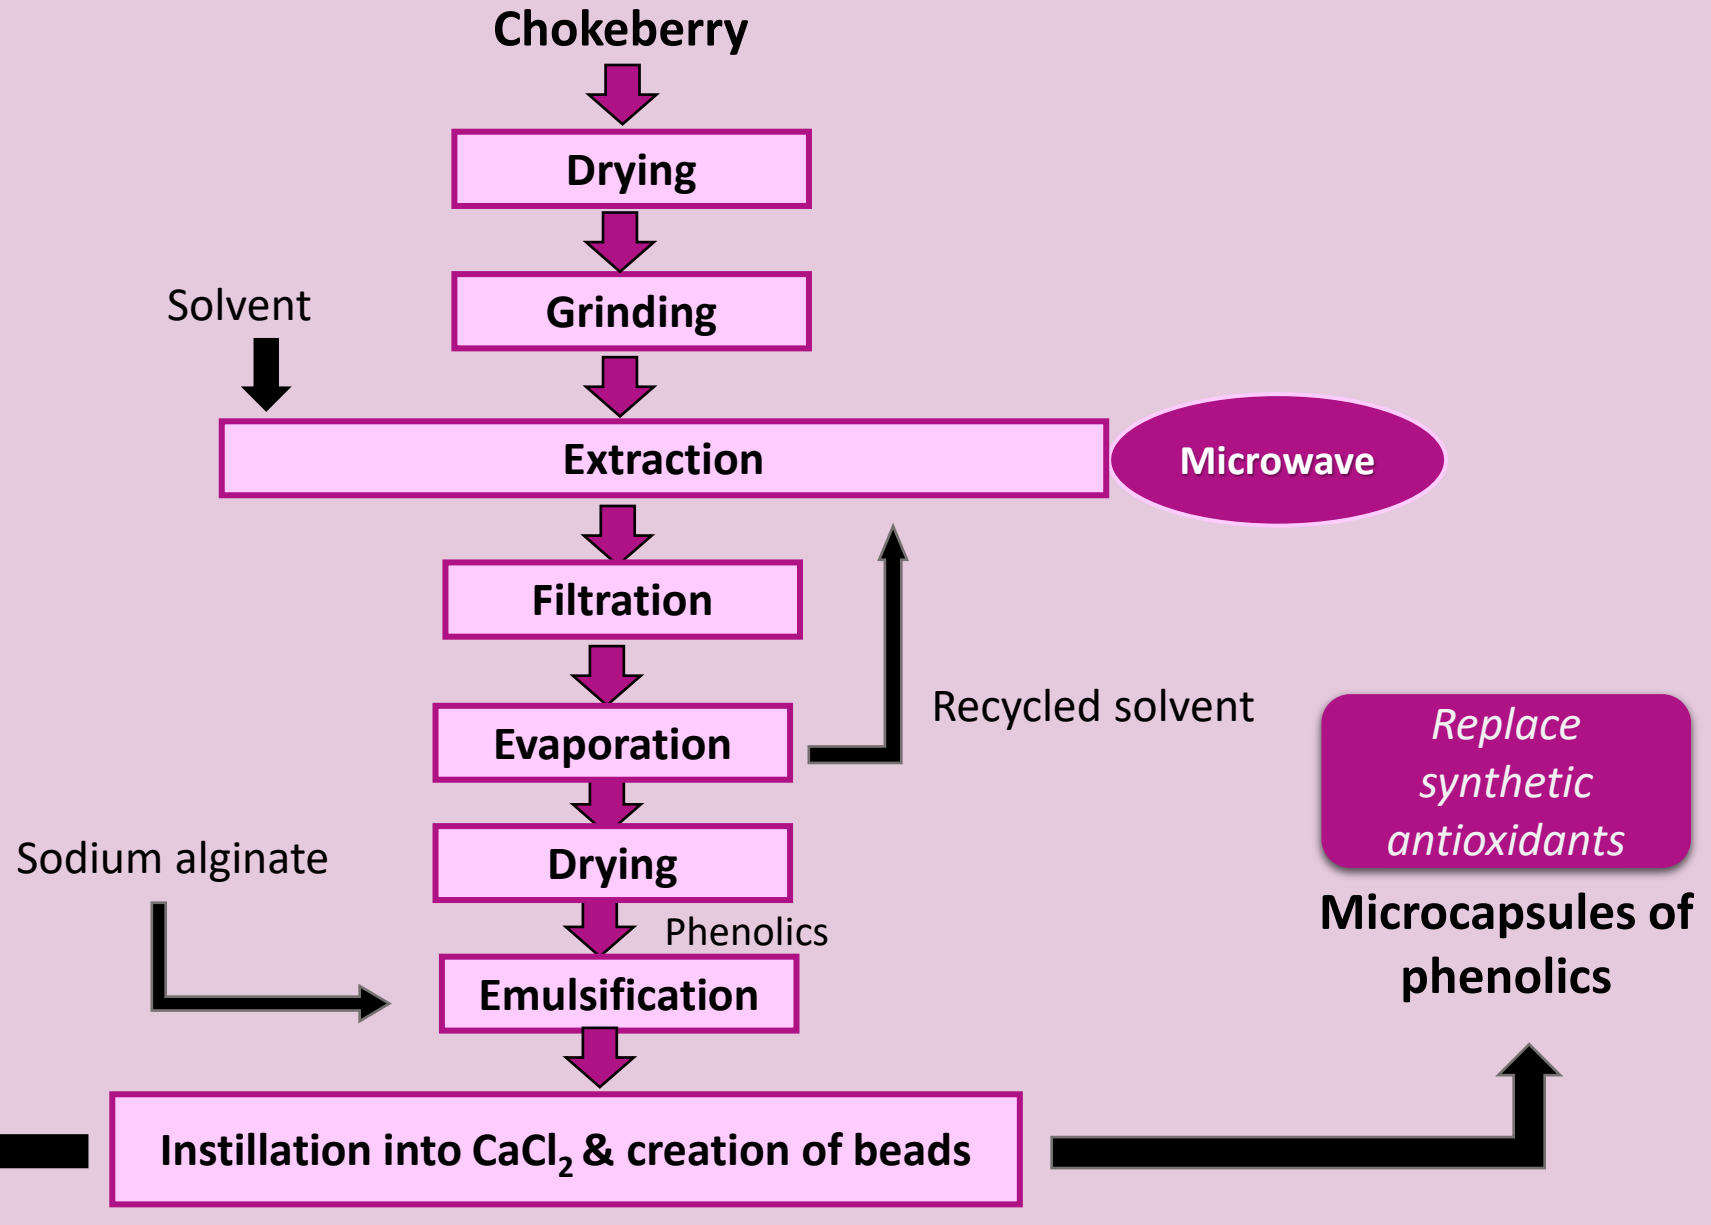 Chokeberry
Drying
Grinding
Solvent
Extraction
Microwave
Filtration
Evaporation
Recycled solvent
Drying
Sodium alginate
Phenolics
Emulsification
Instillation into CaCl₂ & creation of beads
Replace
synthetic
antioxidants
Microcapsules of
phenolics